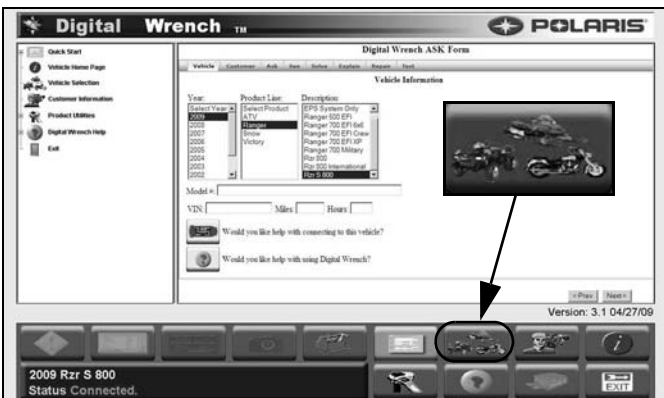 Digital Wrench TM
POLARIS
Quick Start
Vehicle Home Page
Vehicle Selection
Customer Information
Product Utilities
Digital Wrench Help
Exit
Digital Wrench ASK Form
Vehicle Customer Ask See Solve Explain Repair Test
Vehicle Information
Year: Product Line: Description:
Select Year Select Product EPS System Only
2009 ATV Ranger 500 EFI
2008 Ranger Ranger 700 EFI 6x6
2007 Snow Ranger 700 EFI Crew
2006 Victory Ranger 700 EFI XP
2005 Ranger 700 Military
2004 Rzr 800
2003 Rzr 800 International
2002 Rzr S 800
Model #:
VIN: Miles: Hours:
Would you like help with connecting to this vehicle?
Would you like help with using Digital Wrench?
< Prev Next >
Version: 3.1 04/27/09
2009 Rzr S 800
Status Connected.
EXIT